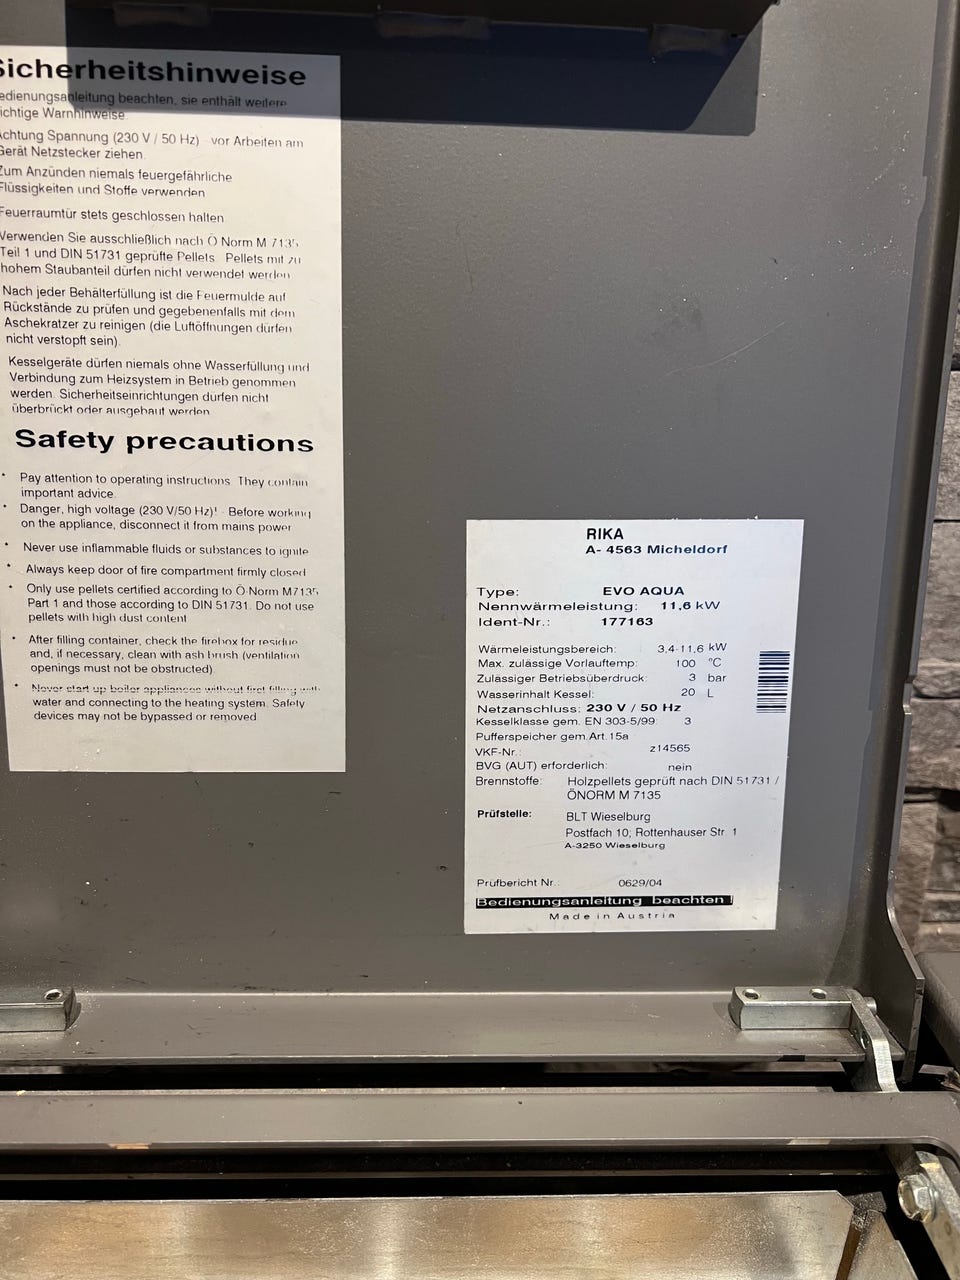 Sicherheitshinweise
edienungsanleitung beachten, sie enthält weitere
ichtige Warnhinweise
chtung Spannung (230 V / 50 Hz) - vor Arbeiten am
Gerät Netzstecker ziehen.
Zum Anzünden niemals feuergefährliche
Flüssigkeiten und Stoffe verwenden
Feuerraumtür stets geschlossen halten
Verwenden Sie ausschließlich nach Ö Norm M 7135
Teil 1 und DIN 51731 geprüfte Pellets. Pellets mit zu
hohem Staubanteil dürfen nicht verwendet werden
Nach jeder Behälterfüllung ist die Feuermulde auf
Rückstände zu prüfen und gegebenenfalls mit dem
Aschekratzer zu reinigen (die Luftöffnungen dürfen
nicht verstopft sein).
Kesselgeräte dürfen niemals ohne Wasserfüllung und
Verbindung zum Heizsystem in Betrieb genommen
werden. Sicherheitseinrichtungen dürfen nicht
überbrückt oder ausgebaut werden
Safety precautions
* Pay attention to operating instructions. They contain
important advice.
* Danger, high voltage (230 V/50 Hz)! - Before working
on the appliance, disconnect it from mains power
* Never use inflammable fluids or substances to ignite
* Always keep door of fire compartment firmly closed
* Only use pellets certified according to Ö-Norm M7135
Part 1 and those according to DIN 51731. Do not use
pellets with high dust content
* After filling container, check the firebox for residue
and, if necessary, clean with ash brush (ventilation
openings must not be obstructed).
* Never start up boiler appliances without first filling with
water and connecting to the heating system. Safety
devices may not be bypassed or removed
RIKA
A- 4563 Micheldorf
Type: EVO AQUA
Nennwärmeleistung: 11,6 kW
Ident-Nr.: 177163
Wärmeleistungsbereich: 3,4-11,6 kW
Max. zulässige Vorlauftemp: 100 °C
Zulässiger Betriebsüberdruck: 3 bar
Wasserinhalt Kessel: 20 L
Netzanschluss: 230 V / 50 Hz
Kesselklasse gem. EN 303-5/99: 3
Pufferspeicher gem.Art.15a
VKF-Nr.: z14565
BVG (AUT) erforderlich: nein
Brennstoffe: Holzpellets geprüft nach DIN 51731 /
ÖNORM M 7135
Prüfstelle: BLT Wieselburg
Postfach 10; Rottenhauser Str. 1
A-3250 Wieselburg
Prüfbericht Nr.: 0629/04
Bedienungsanleitung beachten !
Made in Austria